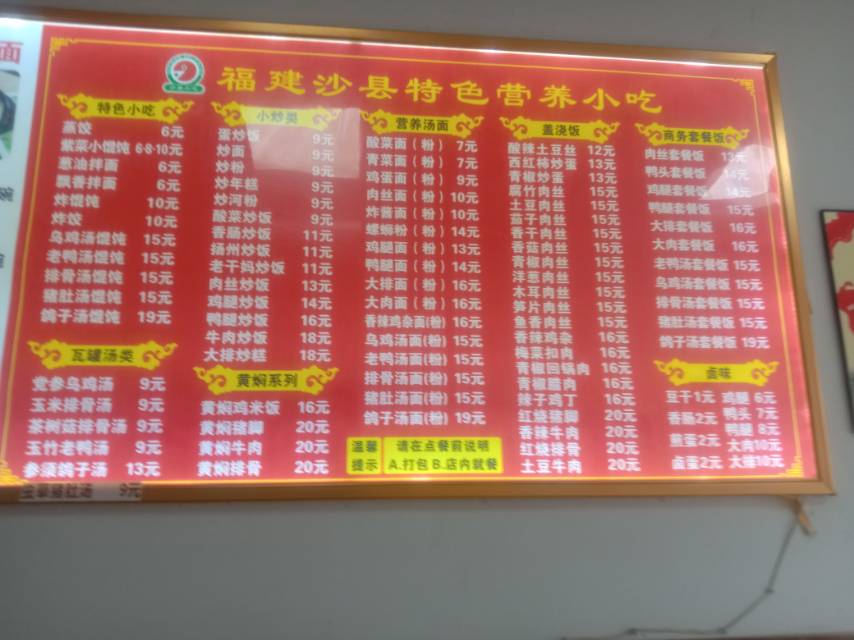 面
福建沙县特色营养小吃
特色小吃
蒸饺 6元
紫菜小馄饨 6·8·10元
葱油拌面 6元
飘香拌面 6元
炸馄饨 10元
炸饺 10元
乌鸡汤馄饨 15元
老鸭汤馄饨 15元
排骨汤馄饨 15元
猪肚汤馄饨 15元
鸽子汤馄饨 19元
瓦罐汤类
党参乌鸡汤 9元
玉米排骨汤 9元
茶树菇排骨汤 9元
玉竹老鸭汤 9元
参须鸽子汤 13元
小炒类
蛋炒饭 9元
炒面 9元
炒粉 9元
炒年糕 9元
炒河粉 9元
酸菜炒饭 9元
香肠炒饭 11元
扬州炒饭 11元
老干妈炒饭 11元
肉丝炒饭 13元
鸡腿炒饭 14元
鸭腿炒饭 16元
牛肉炒饭 18元
大排炒糕 18元
黄焖系列
黄焖鸡米饭 16元
黄焖猪脚 20元
黄焖牛肉 20元
黄焖排骨 20元
营养汤面
酸菜面（粉） 7元
青菜面（粉） 7元
鸡蛋面（粉） 9元
肉丝面（粉） 10元
炸酱面（粉） 10元
螺蛳粉（粉） 14元
鸡腿面（粉） 13元
鸭腿面（粉） 14元
大排面（粉） 16元
大肉面（粉） 16元
香辣鸡杂面(粉) 16元
乌鸡汤面(粉) 15元
老鸭汤面(粉) 15元
排骨汤面(粉) 15元
猪肚汤面(粉) 15元
鸽子汤面(粉) 19元
温馨提示
请在点餐前说明
A.打包 B.店内就餐
盖浇饭
酸辣土豆丝 12元
西红柿炒蛋 13元
青椒炒蛋 13元
腐竹肉丝 15元
土豆肉丝 15元
茄子肉丝 15元
香干肉丝 15元
香菇肉丝 15元
青椒肉丝 15元
洋葱肉丝 15元
木耳肉丝 15元
笋片肉丝 15元
鱼香肉丝 15元
香辣鸡杂 16元
梅菜扣肉 16元
青椒回锅肉 16元
青椒腊肉 16元
辣子鸡丁 16元
红烧猪脚 20元
香辣牛肉 20元
红烧排骨 20元
土豆牛肉 20元
商务套餐饭
肉丝套餐饭 13元
鸭头套餐饭 14元
鸡腿套餐饭 14元
鸭腿套餐饭 15元
大排套餐饭 16元
大肉套餐饭 16元
老鸭汤套餐饭 15元
乌鸡汤套餐饭 15元
排骨汤套餐饭 15元
猪肚汤套餐饭 15元
鸽子汤套餐饭 19元
卤味
豆干1元 鸡腿 6元
香肠2元 鸭头 7元
煎蛋2元 鸭腿 8元
卤蛋2元 大肉10元
大排10元